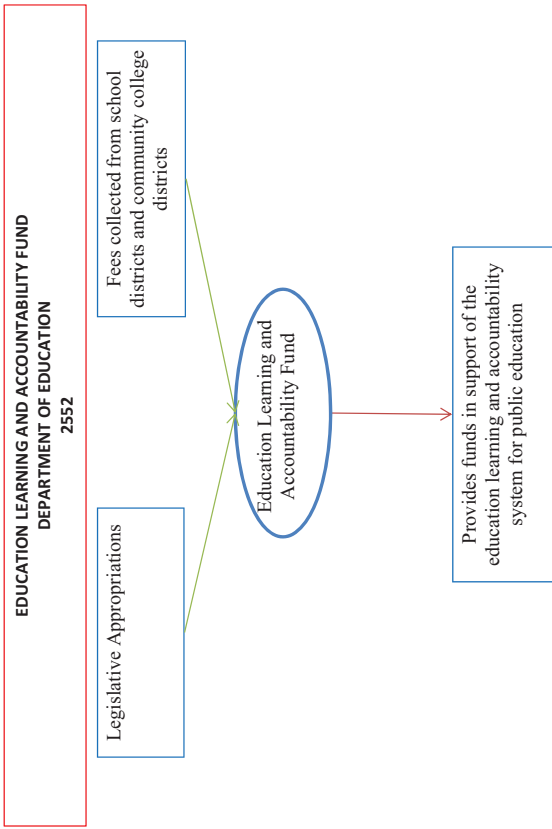 EDUCATION LEARNING AND ACCOUNTABILITY FUND
DEPARTMENT OF EDUCATION
2552
Legislative Appropriations
Fees collected from school
districts and community college
districts
Education Learning and
Accountability Fund
Provides funds in support of the
education learning and accountability
system for public education